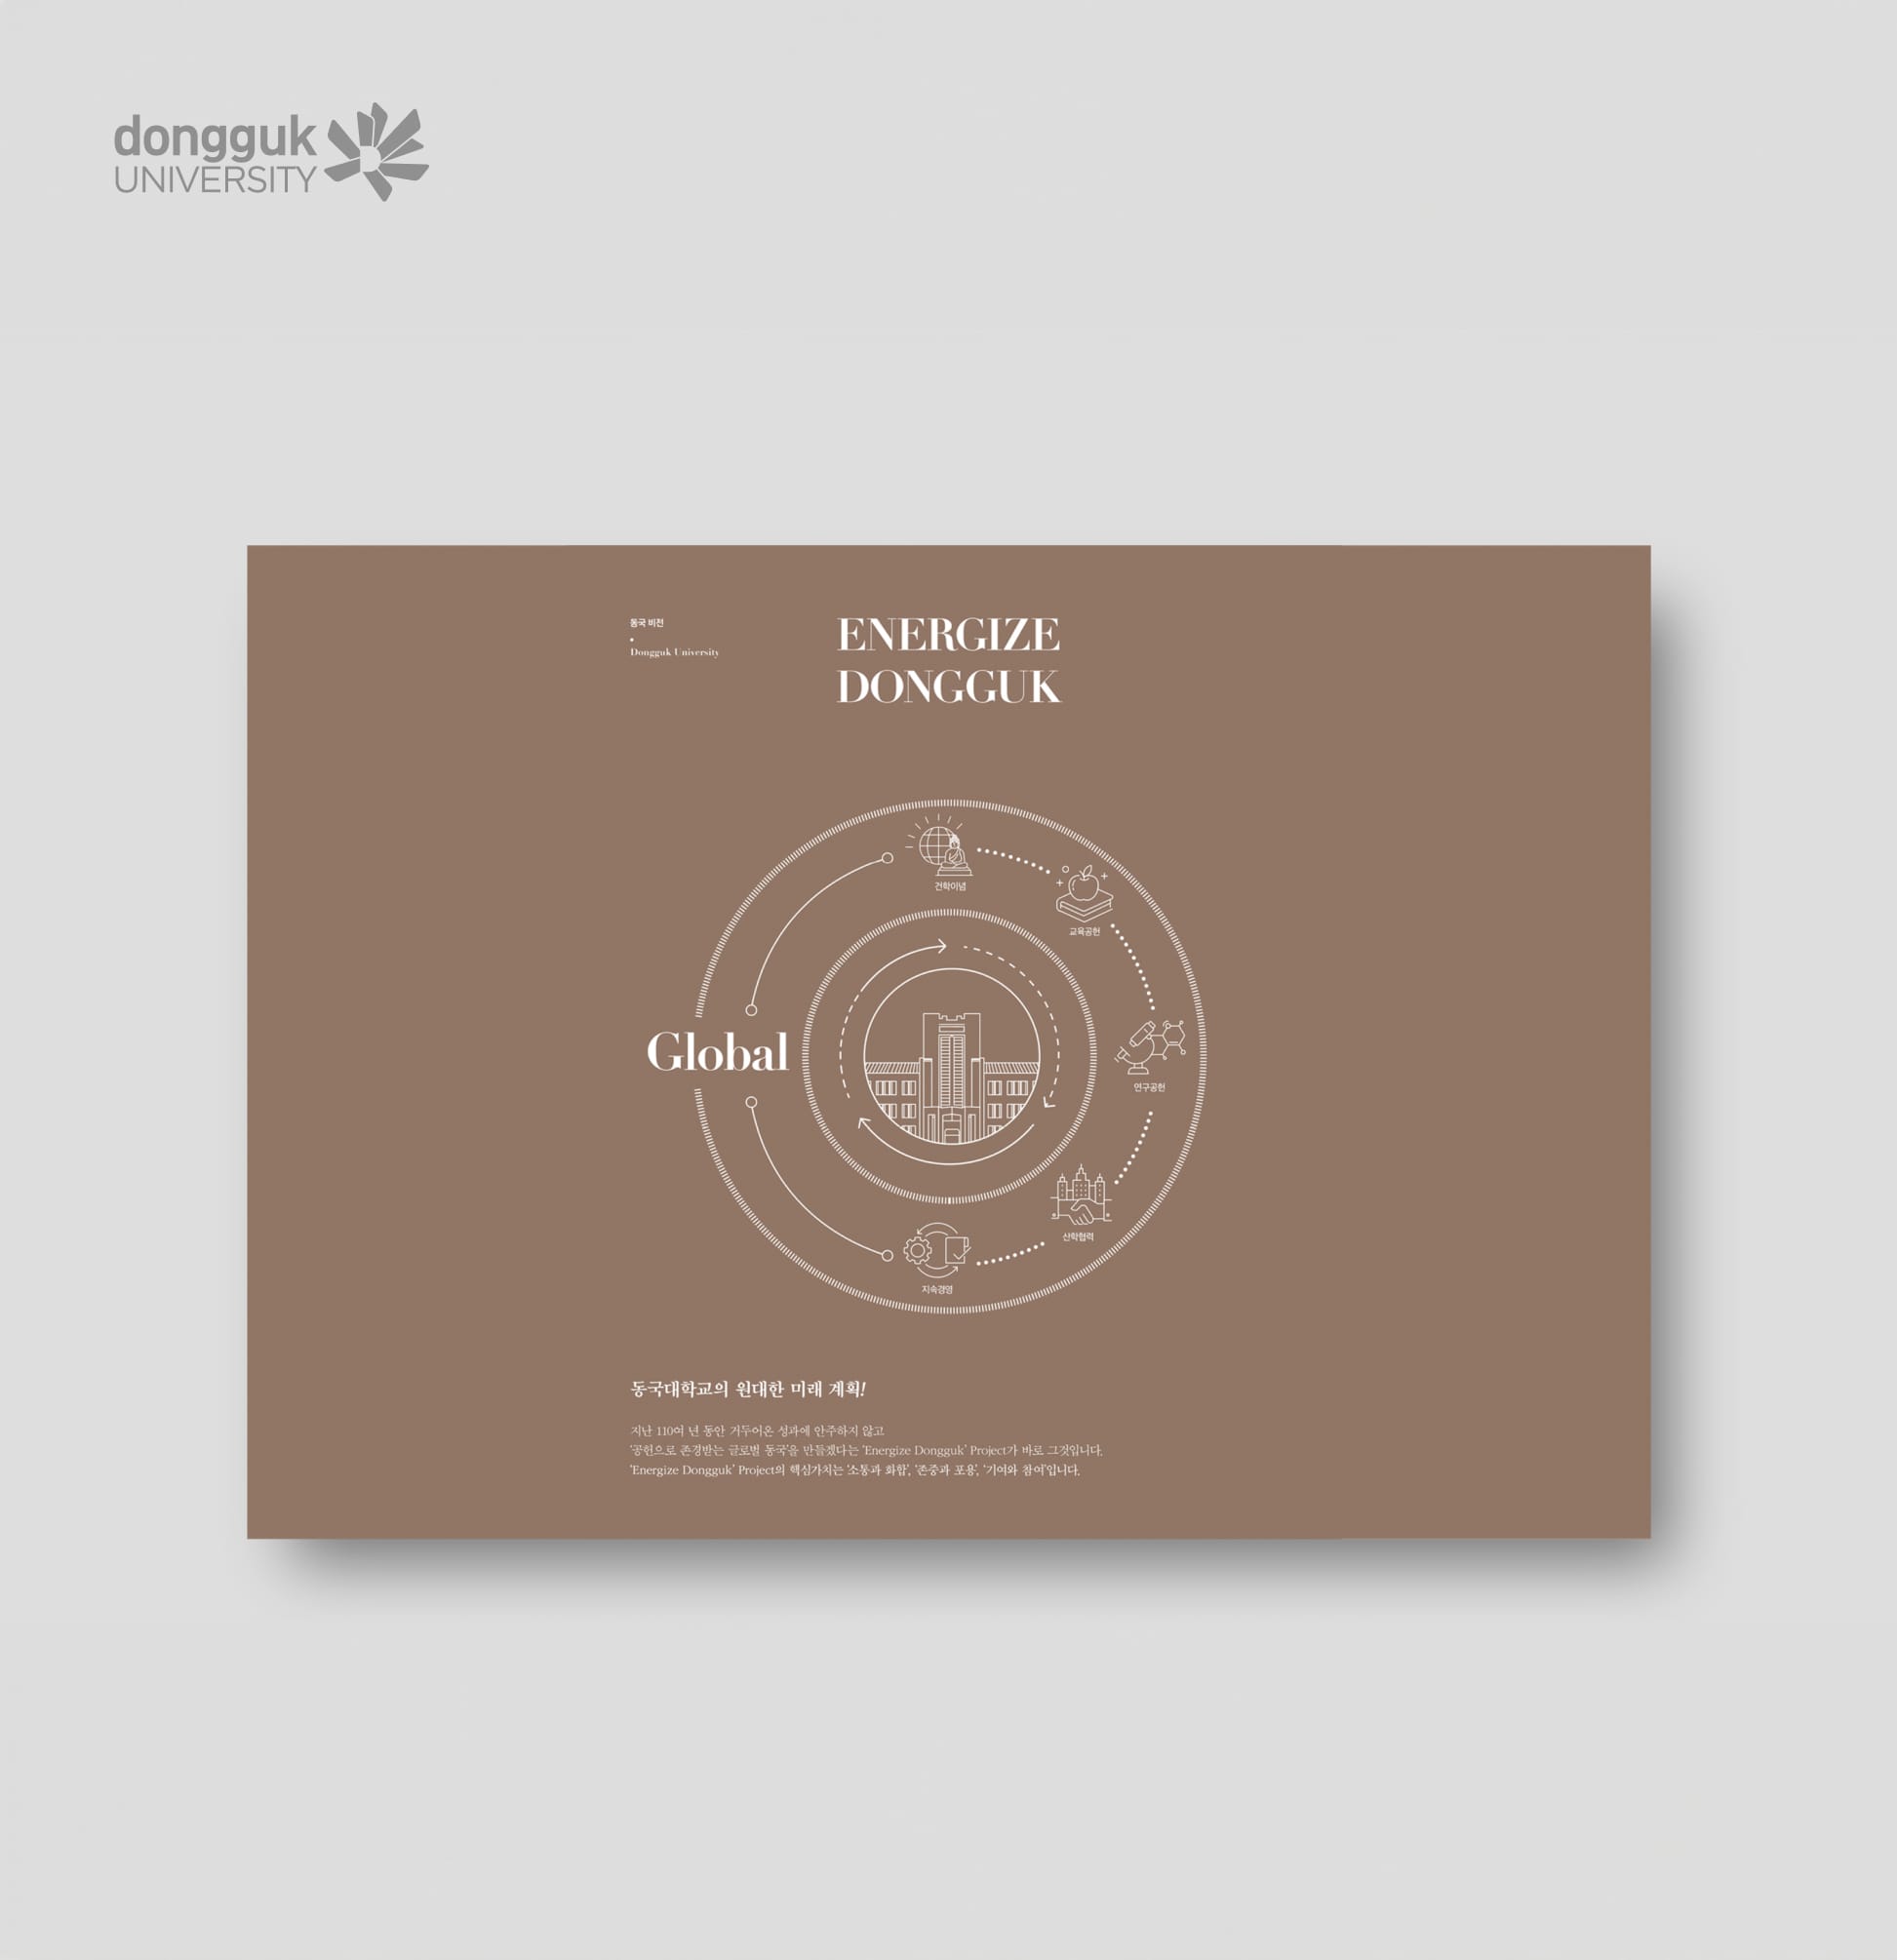 dongguk
UNIVERSITY
동국 비전
Dongguk University
ENERGIZE
DONGGUK
건학이념
교육공헌
Global
연구공헌
산학협력
지속경영
동국대학교의 원대한 미래 계획!
지난 110여 년 동안 거두어온 성과에 안주하지 않고
'공헌으로 존경받는 글로벌 동국'을 만들겠다는 'Energize Dongguk' Project가 바로 그것입니다.
'Energize Dongguk' Project의 핵심가치는 '소통과 화합', '존중과 포용', '기여와 참여'입니다.